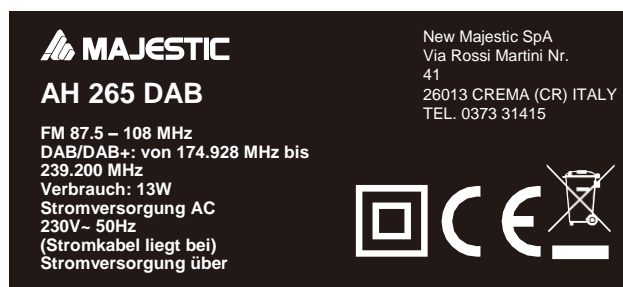 MAJESTIC
AH 265 DAB
FM 87.5 – 108 MHz
DAB/DAB+: von 174.928 MHz bis
239.200 MHz
Verbrauch: 13W
Stromversorgung AC
230V~ 50Hz
(Stromkabel liegt bei)
Stromversorgung über
New Majestic SpA
Via Rossi Martini Nr.
41
26013 CREMA (CR) ITALY
TEL. 0373 31415
CE